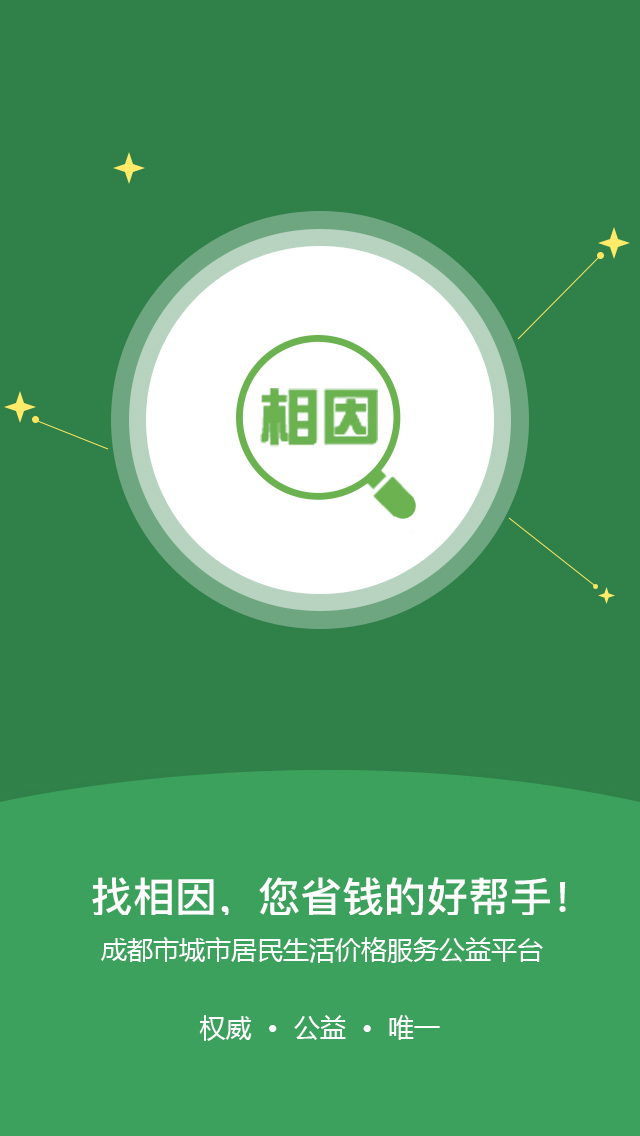 相因
找相因，您省钱的好帮手！
成都市城市居民生活价格服务公益平台
权威 • 公益 • 唯一